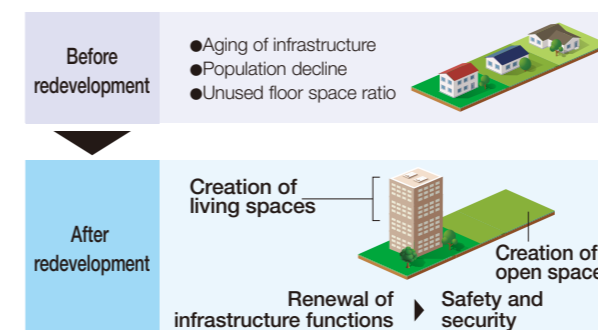 Before
redevelopment
●Aging of infrastructure
●Population decline
●Unused floor space ratio
After
redevelopment
Creation of
living spaces
Creation of
open space
Renewal of
infrastructure functions
Safety and
security